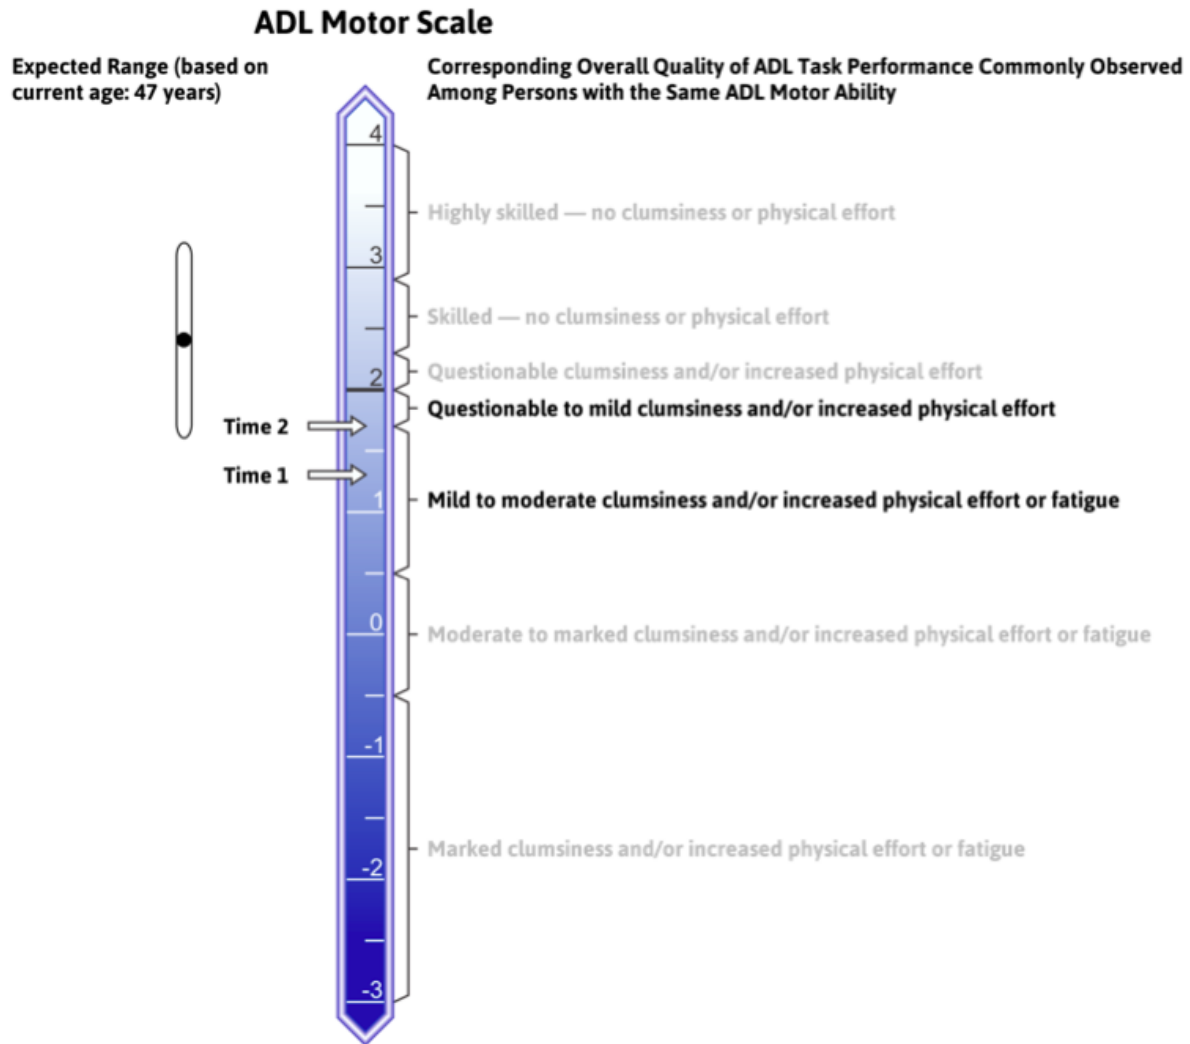 ADL Motor Scale
Expected Range (based on
current age: 47 years)
Corresponding Overall Quality of ADL Task Performance Commonly Observed
Among Persons with the Same ADL Motor Ability
4
Highly skilled — no clumsiness or physical effort
3
Skilled — no clumsiness or physical effort
Questionable clumsiness and/or increased physical effort
2
Questionable to mild clumsiness and/or increased physical effort
Time 2
Time 1
1
Mild to moderate clumsiness and/or increased physical effort or fatigue
0
Moderate to marked clumsiness and/or increased physical effort or fatigue
-1
Marked clumsiness and/or increased physical effort or fatigue
-2
-3